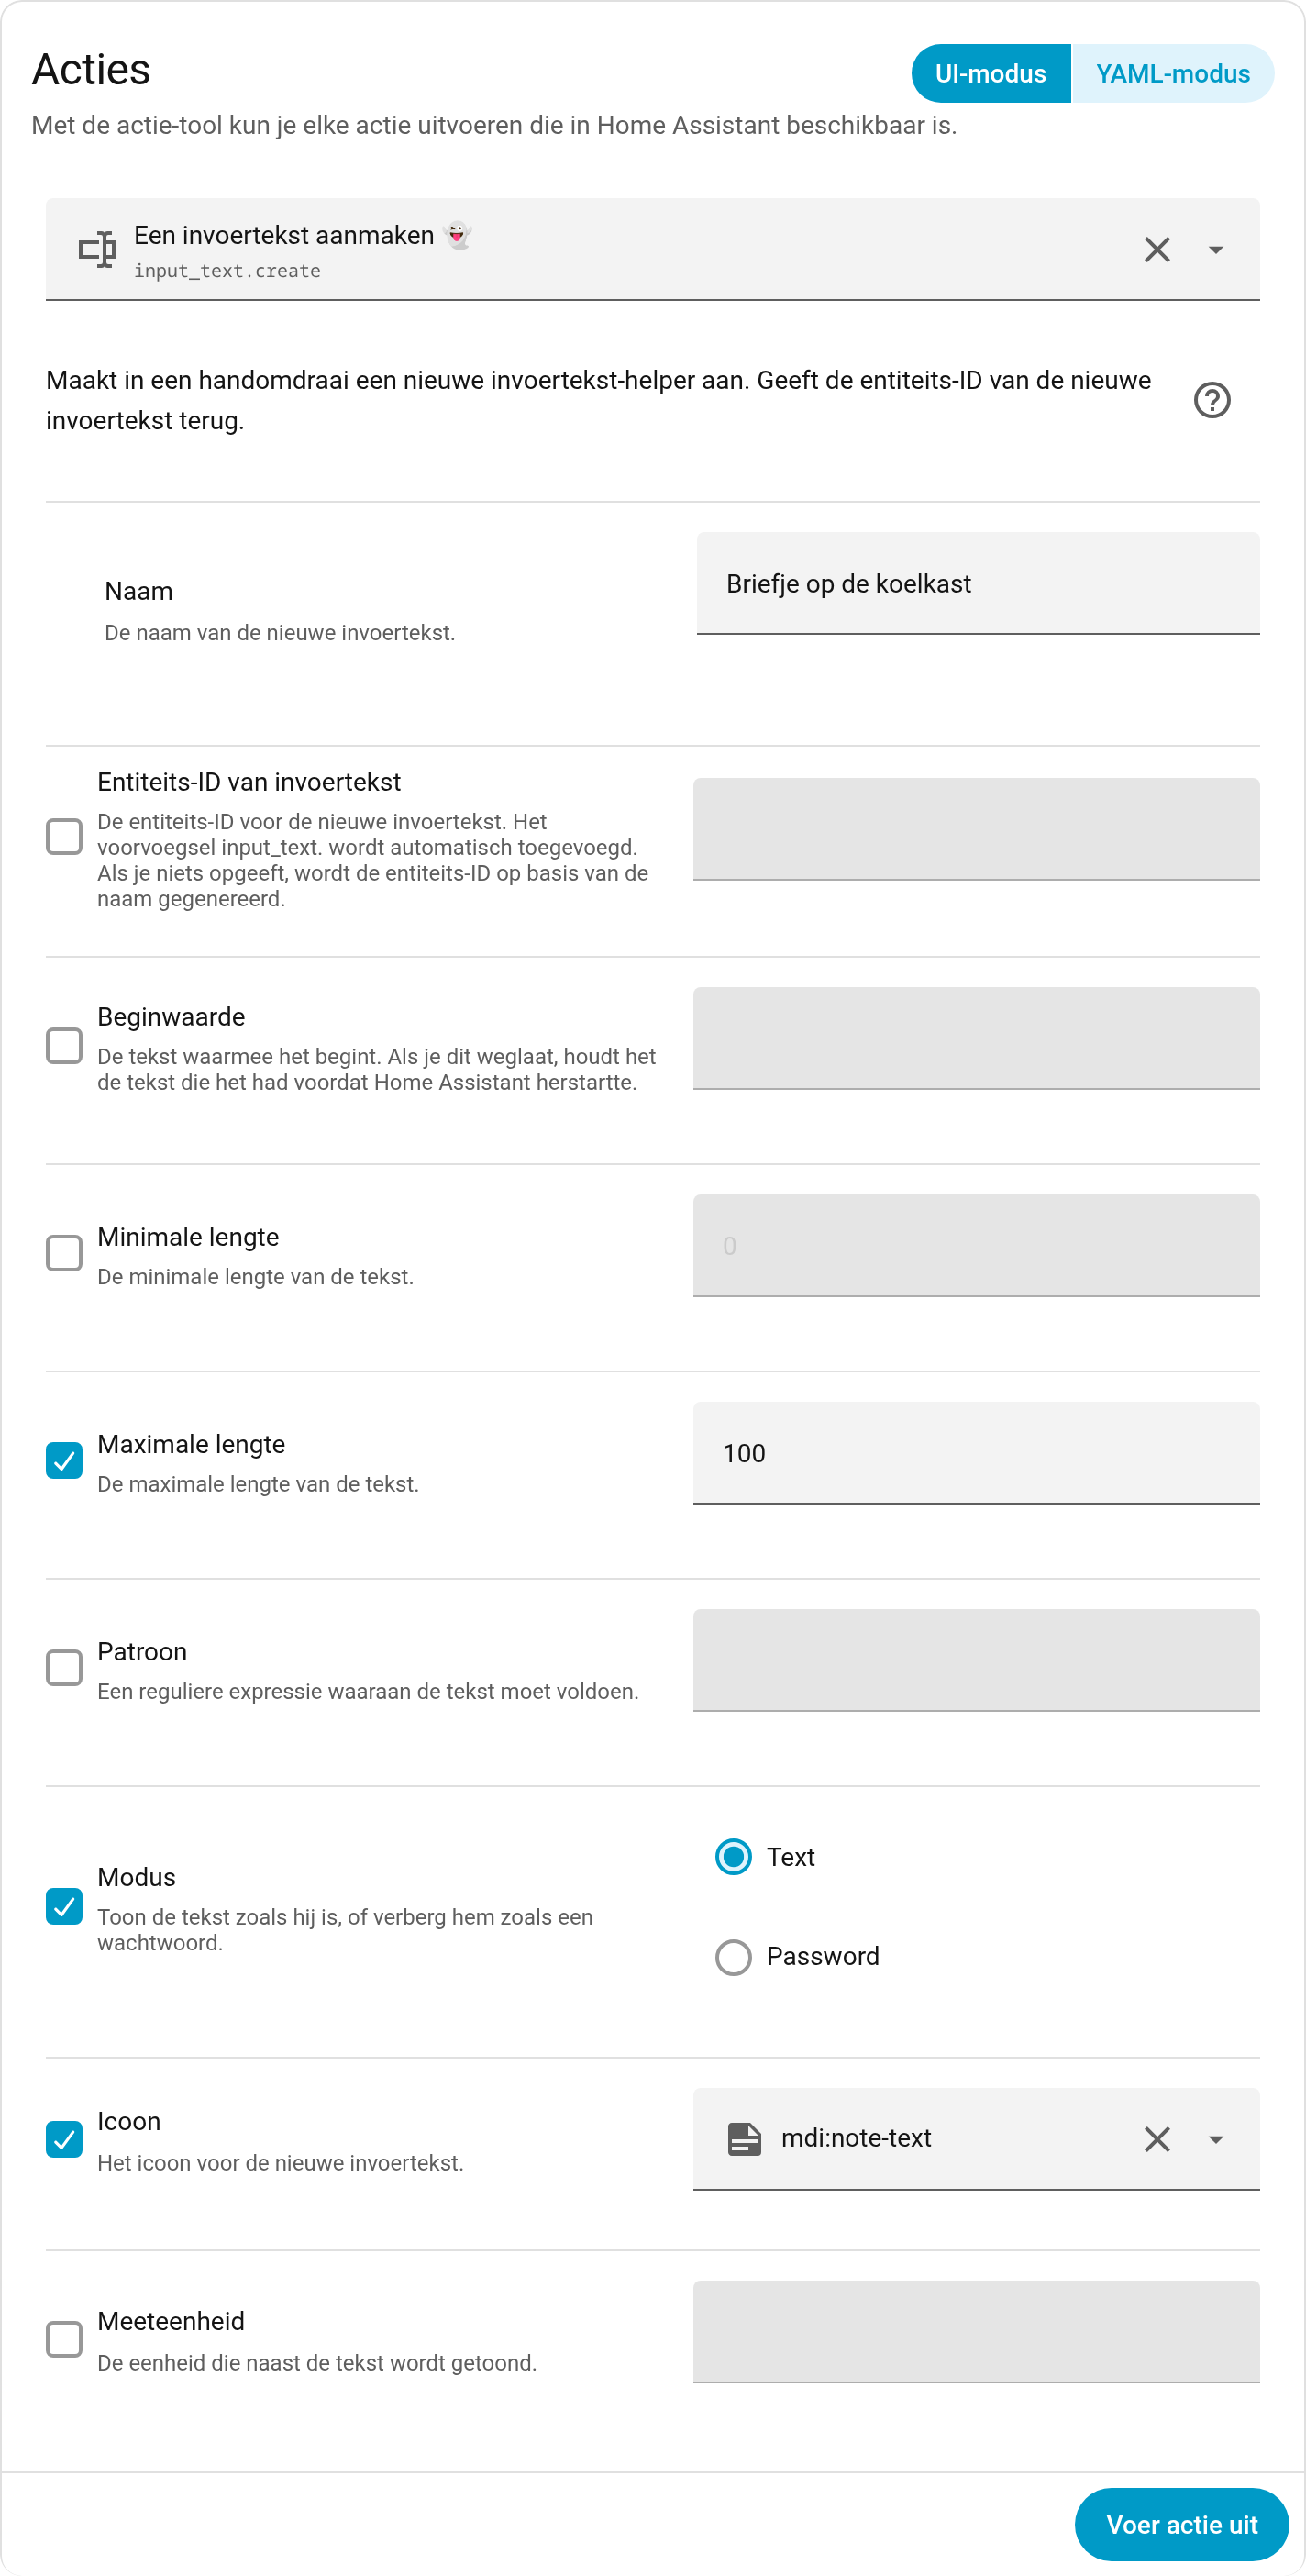 Acties
UI-modus
YAML-modus
Met de actie-tool kun je elke actie uitvoeren die in Home Assistant beschikbaar is.
Een invoertekst aanmaken 👻
input_text.create
Maakt in een handomdraai een nieuwe invoertekst-helper aan. Geeft de entiteits-ID van de nieuwe
invoertekst terug.
Naam
De naam van de nieuwe invoertekst.
Briefje op de koelkast
Entiteits-ID van invoertekst
De entiteits-ID voor de nieuwe invoertekst. Het
voorvoegsel input_text. wordt automatisch toegevoegd.
Als je niets opgeeft, wordt de entiteits-ID op basis van de
naam gegenereerd.
Beginwaarde
De tekst waarmee het begint. Als je dit weglaat, houdt het
de tekst die het had voordat Home Assistant herstartte.
Minimale lengte
De minimale lengte van de tekst.
0
Maximale lengte
De maximale lengte van de tekst.
100
Patroon
Een reguliere expressie waaraan de tekst moet voldoen.
Modus
Toon de tekst zoals hij is, of verberg hem zoals een
wachtwoord.
Text
Password
Icoon
Het icoon voor de nieuwe invoertekst.
mdi:note-text
Meeteenheid
De eenheid die naast de tekst wordt getoond.
Voer actie uit